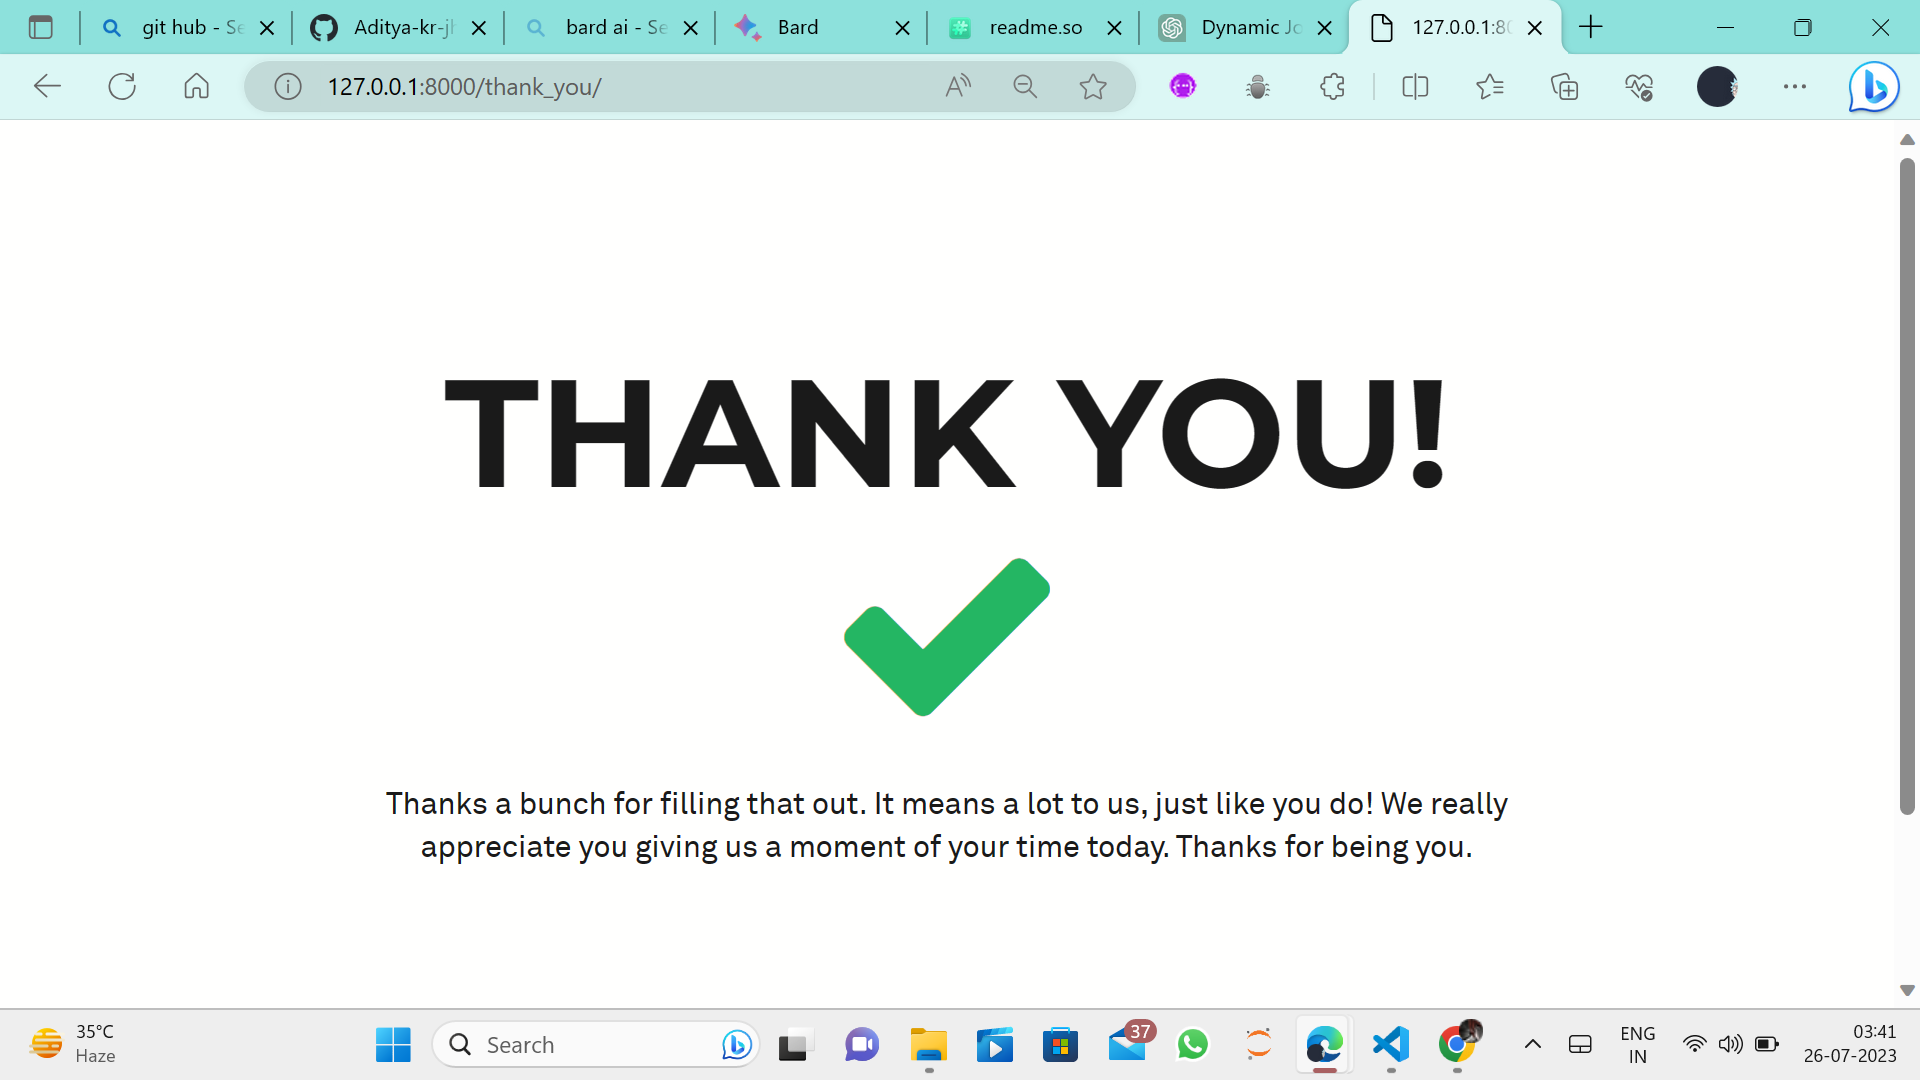 git hub - Se
Aditya-kr-jh
bard ai - Se
Bard
readme.so
Dynamic Jo
127.0.0.1:80
127.0.0.1:8000/thank_you/
THANK YOU!
Thanks a bunch for filling that out. It means a lot to us, just like you do! We really
appreciate you giving us a moment of your time today. Thanks for being you.
35°C
Haze
Search
37
ENG
IN
03:41
26-07-2023